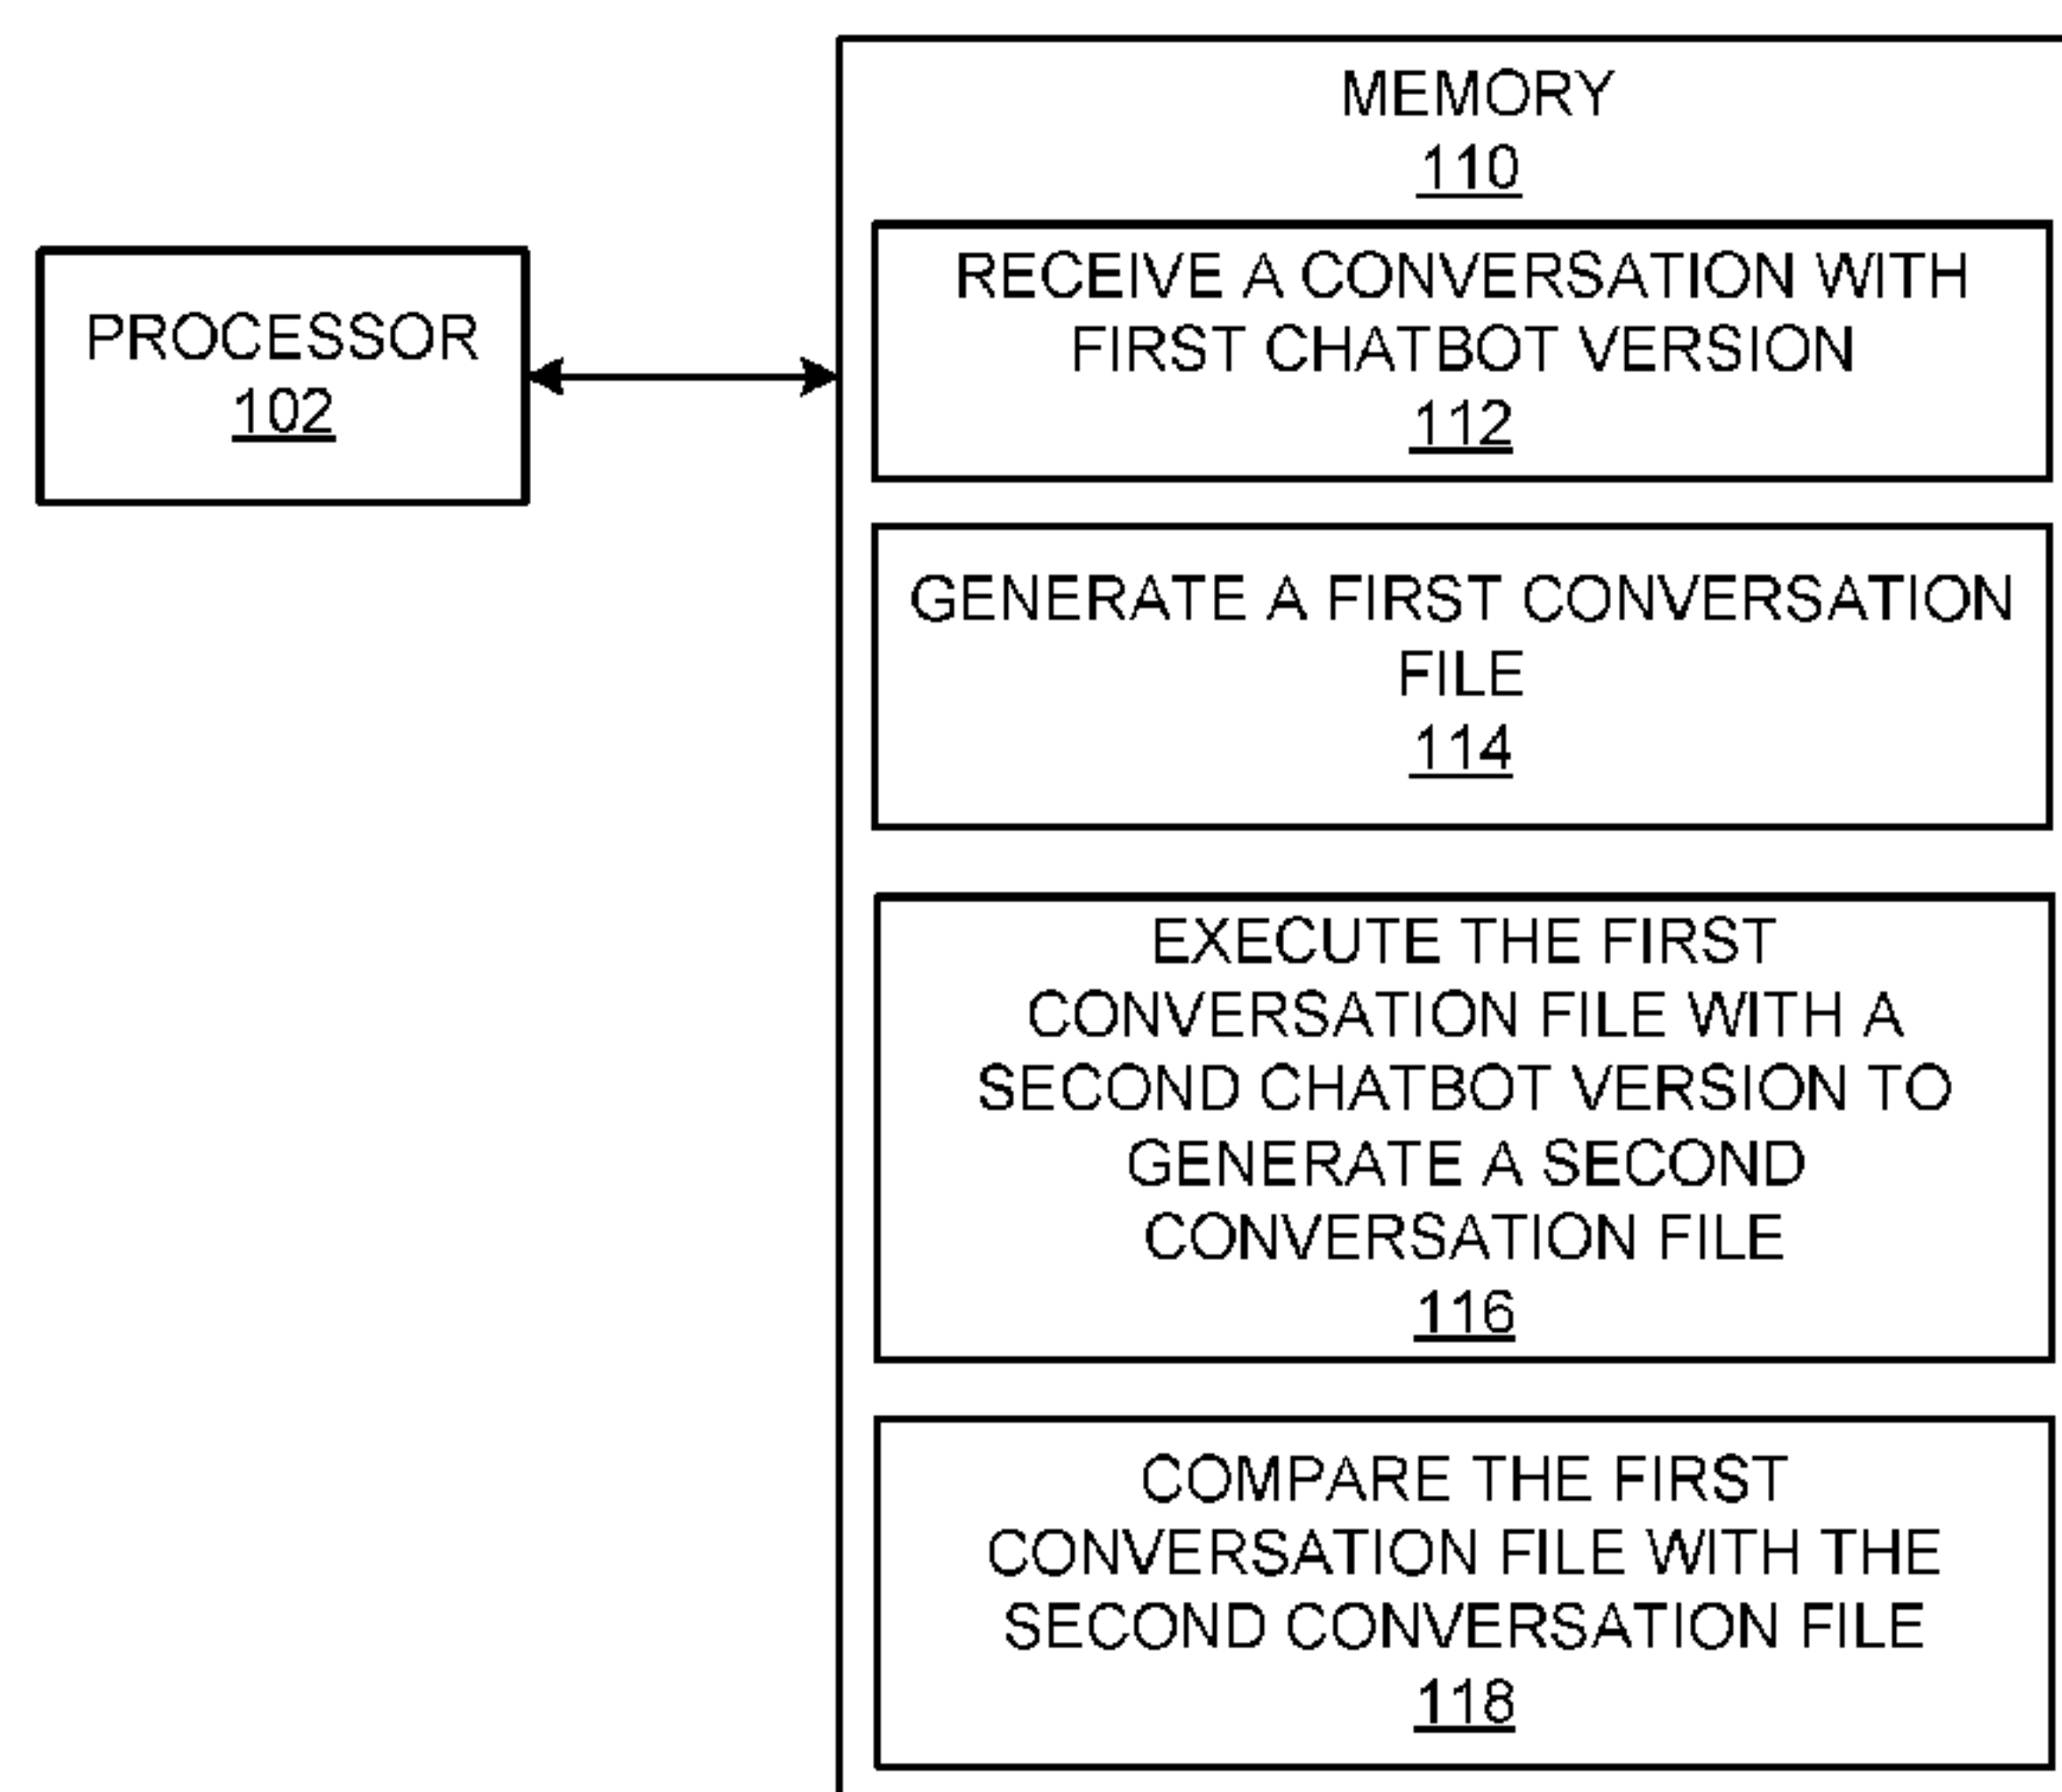 MEMORY
110
PROCESSOR
102
RECEIVE A CONVERSATION WITH
FIRST CHATBOT VERSION
112
GENERATE A FIRST CONVERSATION
FILE
114
EXECUTE THE FIRST
CONVERSATION FILE WITH A
SECOND CHATBOT VERSION TO
GENERATE A SECOND
CONVERSATION FILE
116
COMPARE THE FIRST
CONVERSATION FILE WITH THE
SECOND CONVERSATION FILE
118